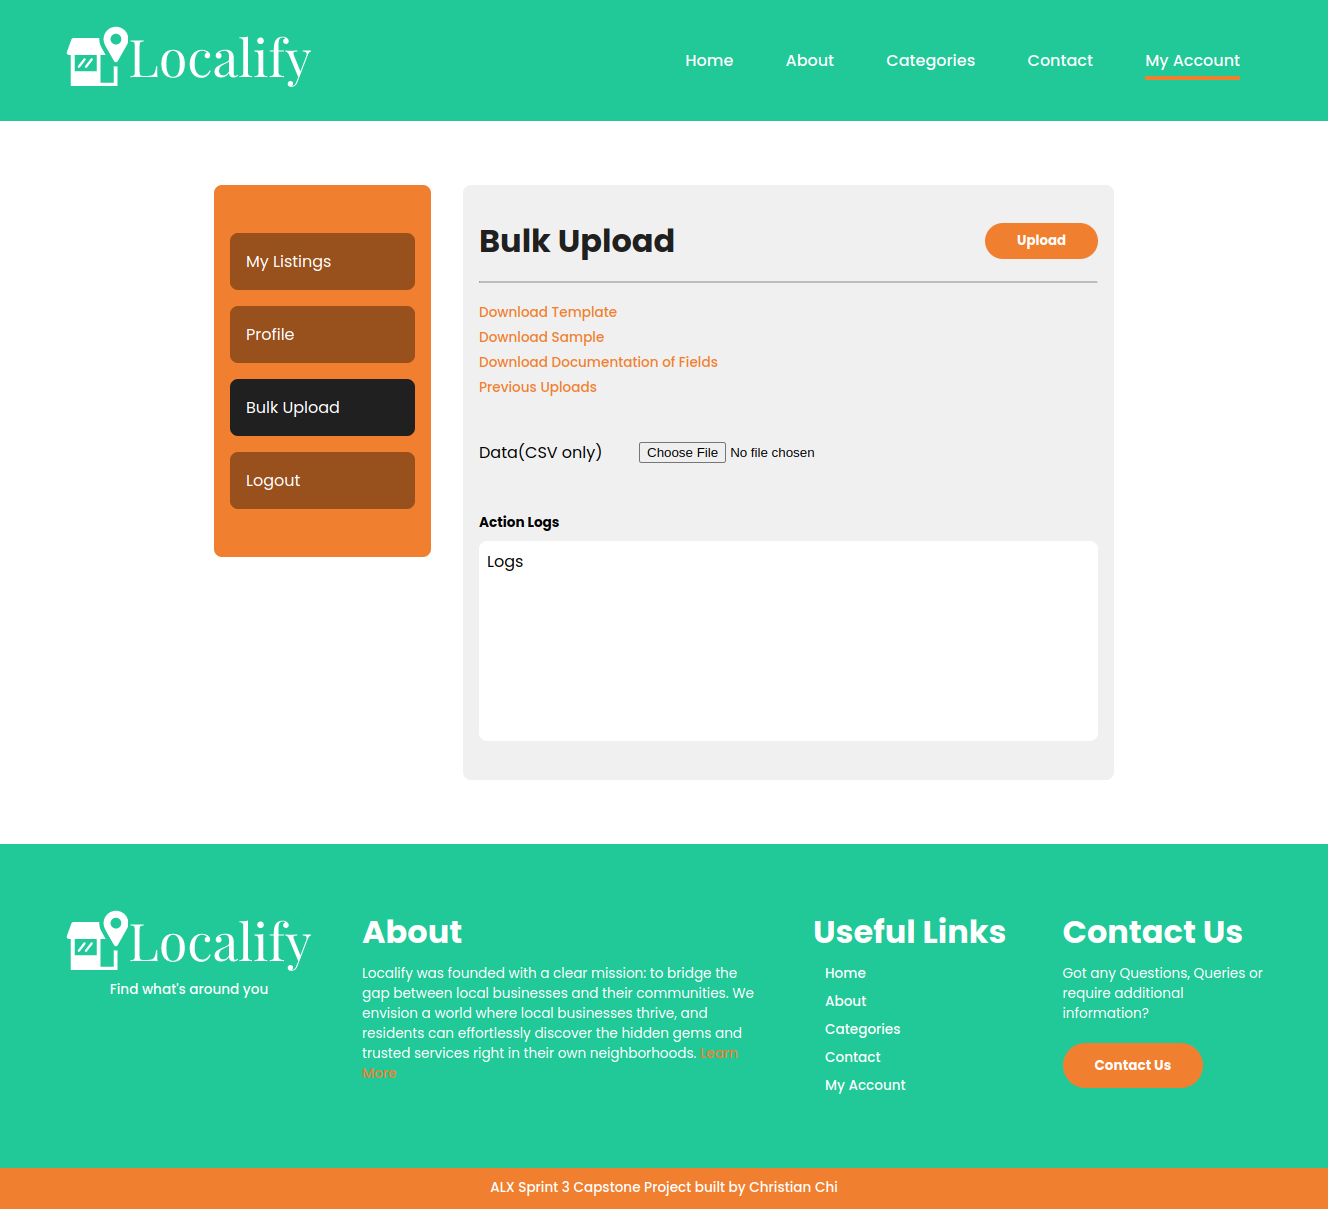 Localify
Home About Categories Contact My Account
My Listings
Profile
Bulk Upload
Logout
Bulk Upload
Upload
Download Template
Download Sample
Download Documentation of Fields
Previous Uploads
Data(CSV only) Choose File No file chosen
Action Logs
Logs
Localify
Find what's around you
About
Localify was founded with a clear mission: to bridge the
gap between local businesses and their communities. We
envision a world where local businesses thrive, and
residents can effortlessly discover the hidden gems and
trusted services right in their own neighborhoods. Learn
More
Useful Links
Home
About
Categories
Contact
My Account
Contact Us
Got any Questions, Queries or
require additional
information?
Contact Us
ALX Sprint 3 Capstone Project built by Christian Chi